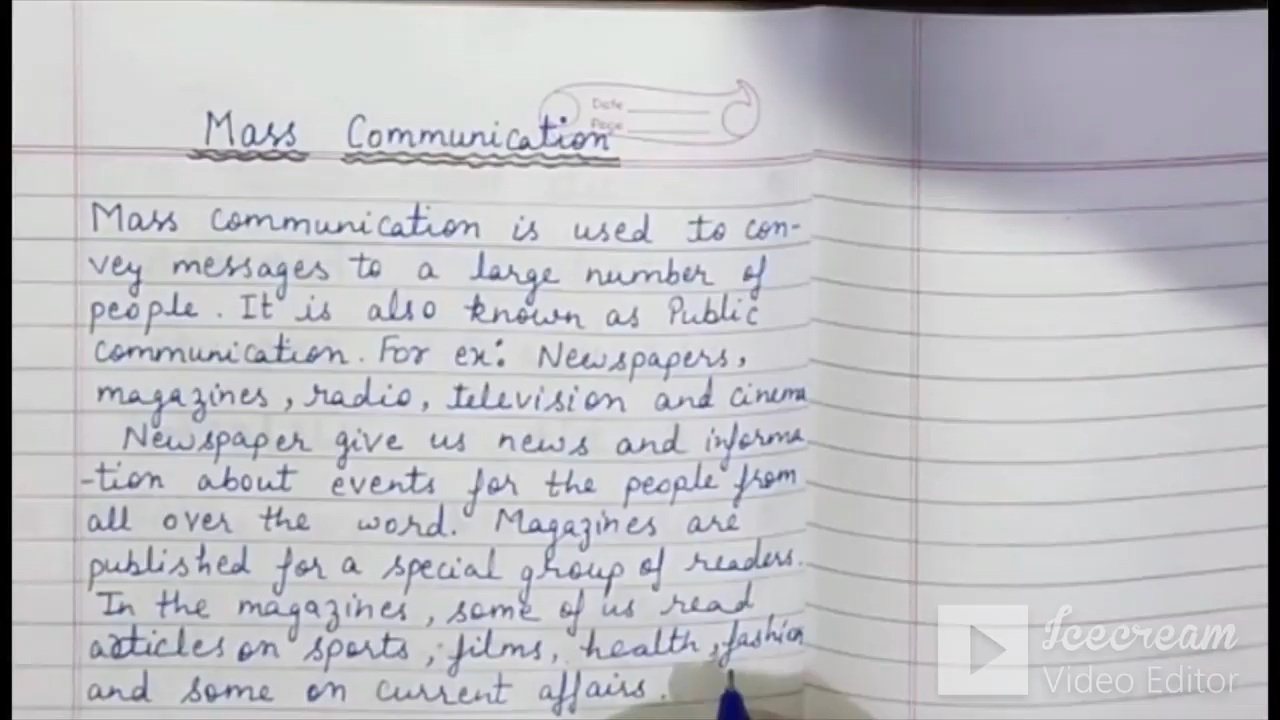 Date
Page
Mass Communication
Mass communication is used to con-
vey messages to a large number of
people. It is also known as Public
communication. For ex: Newspapers,
magazines, radio, television and cinema
Newspaper give us news and informa
-tion about events for the people from
all over the word. Magazines are
published for a special group of readers.
In the magazines, some of us read
articles on sports, films, health, fashion
and some on current affairs.
Icecream
Video Editor